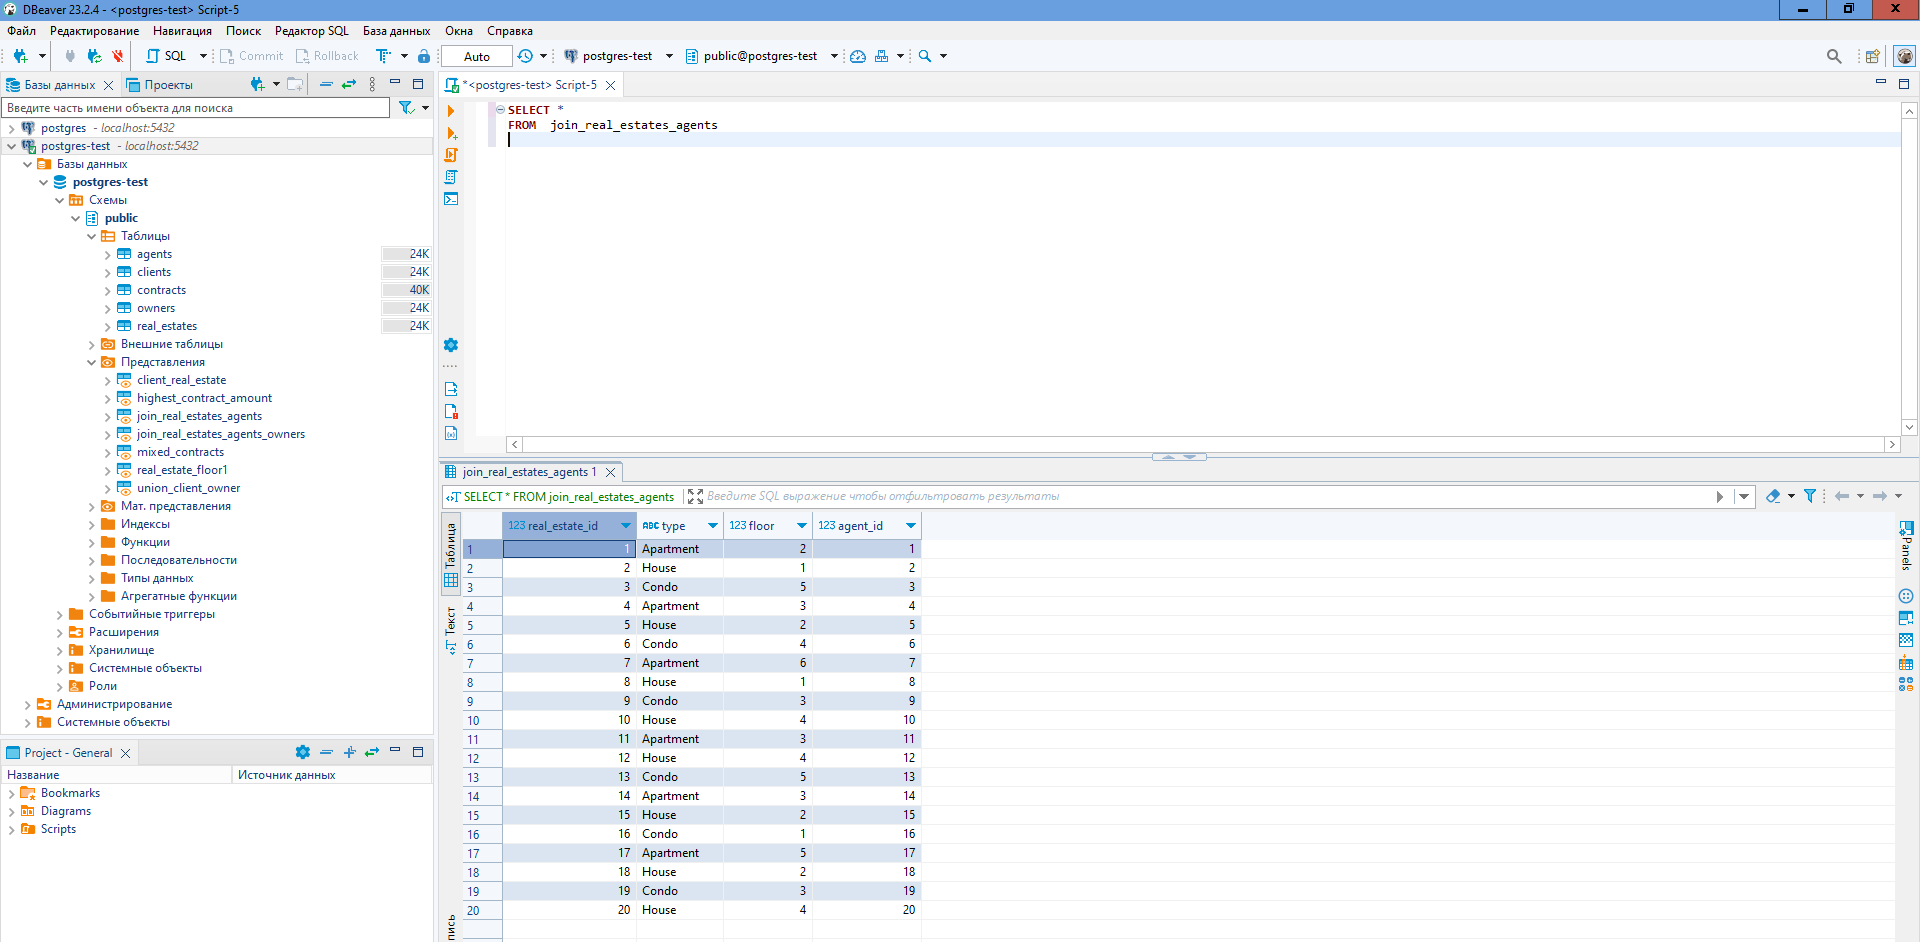 DBeaver 23.2.4 - <postgres-test> Script-5
Файл Редактирование Навигация Поиск Редактор SQL База данных Окна Справка
SQL Commit Rollback Auto postgres-test public@postgres-test
Базы данных Проекты
Введите часть имени объекта для поиска
postgres - localhost:5432
postgres-test - localhost:5432
Базы данных
postgres-test
Схемы
public
Таблицы
agents 24K
clients 24K
contracts 40K
owners 24K
real_estates 24K
Внешние таблицы
Представления
client_real_estate
highest_contract_amount
join_real_estates_agents
join_real_estates_agents_owners
mixed_contracts
real_estate_floor1
union_client_owner
Мат. представления
Индексы
Функции
Последовательности
Типы данных
Агрегатные функции
Событийные триггеры
Расширения
Хранилище
Системные объекты
Роли
Администрирование
Системные объекты
Project - General
Название Источник данных
Bookmarks
Diagrams
Scripts
*<postgres-test> Script-5
SELECT *
FROM join_real_estates_agents
join_real_estates_agents 1
SELECT * FROM join_real_estates_agents Введите SQL выражение чтобы отфильтровать результаты
Таблица
Текст
123 real_estate_id ABC type 123 floor 123 agent_id
1 1 Apartment 2 1
2 2 House 1 2
3 3 Condo 5 3
4 4 Apartment 3 4
5 5 House 2 5
6 6 Condo 4 6
7 7 Apartment 6 7
8 8 House 1 8
9 9 Condo 3 9
10 10 House 4 10
11 11 Apartment 3 11
12 12 House 4 12
13 13 Condo 5 13
14 14 Apartment 3 14
15 15 House 2 15
16 16 Condo 1 16
17 17 Apartment 5 17
18 18 House 2 18
19 19 Condo 3 19
20 20 House 4 20
Panels